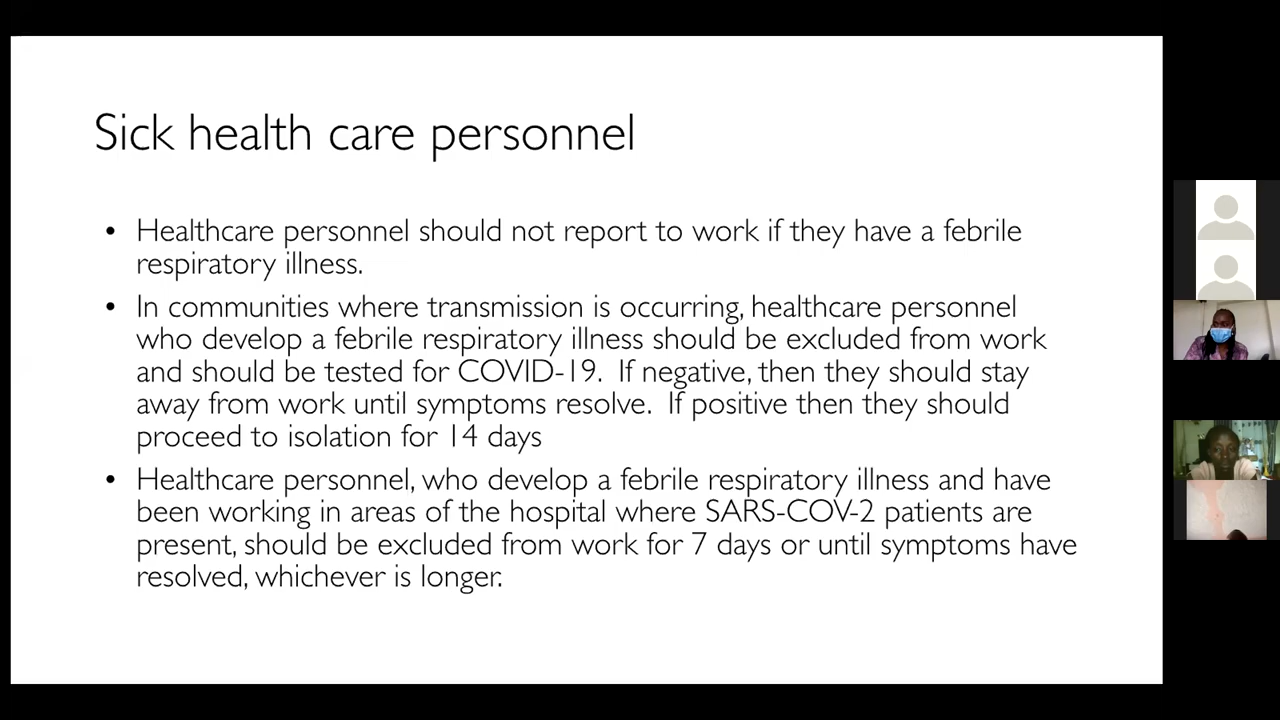 Sick health care personnel
• Healthcare personnel should not report to work if they have a febrile
respiratory illness.
• In communities where transmission is occurring, healthcare personnel
who develop a febrile respiratory illness should be excluded from work
and should be tested for COVID-19.  If negative, then they should stay
away from work until symptoms resolve.  If positive then they should
proceed to isolation for 14 days
• Healthcare personnel, who develop a febrile respiratory illness and have
been working in areas of the hospital where SARS-COV-2 patients are
present, should be excluded from work for 7 days or until symptoms have
resolved, whichever is longer.